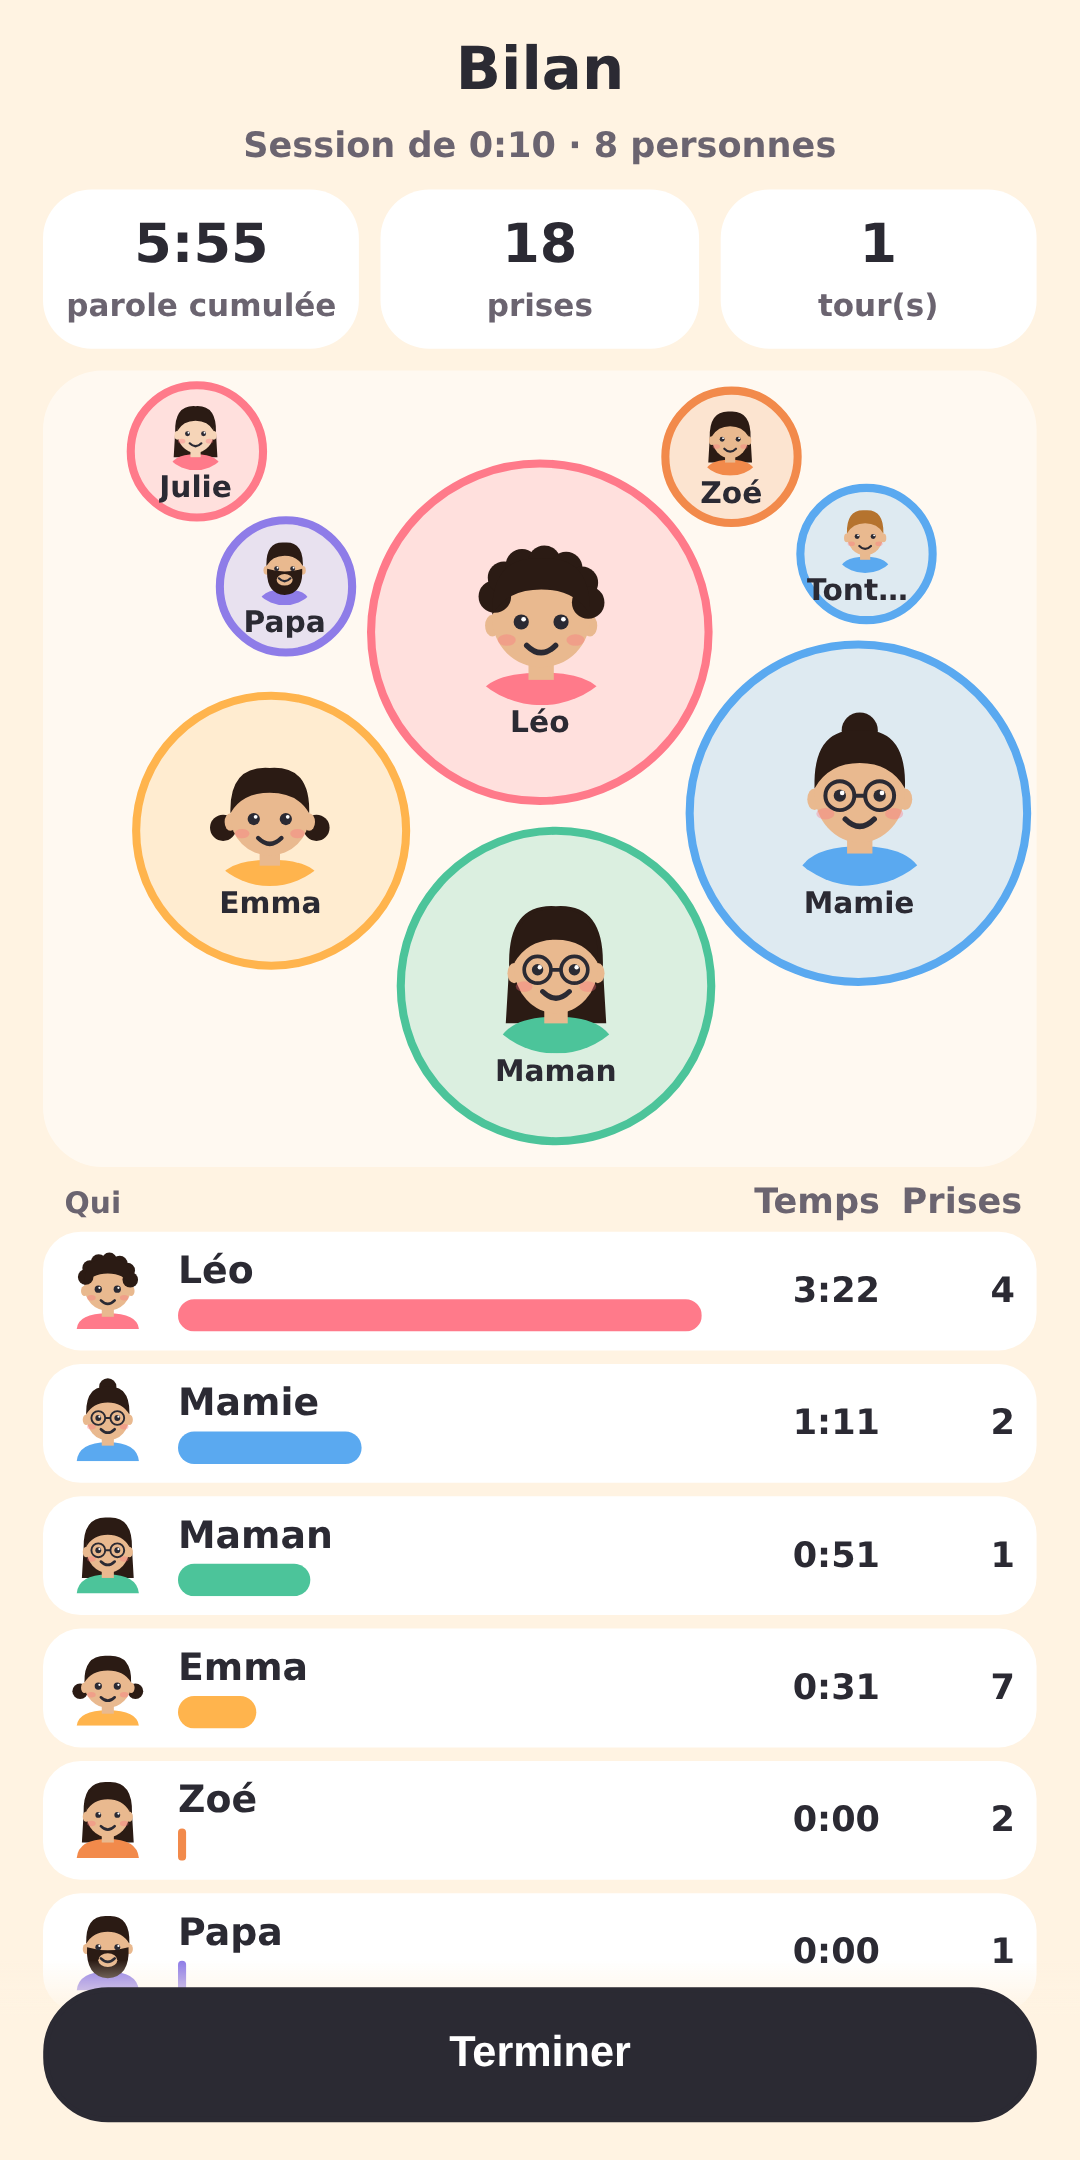 Bilan
Session de 0:10 · 8 personnes
5:55
parole cumulée
18
prises
1
tour(s)
Julie
Zoé
Tont...
Papa
Léo
Emma
Mamie
Maman
Qui Temps Prises
Léo 3:22 4
Mamie 1:11 2
Maman 0:51 1
Emma 0:31 7
Zoé 0:00 2
Papa 0:00 1
Terminer